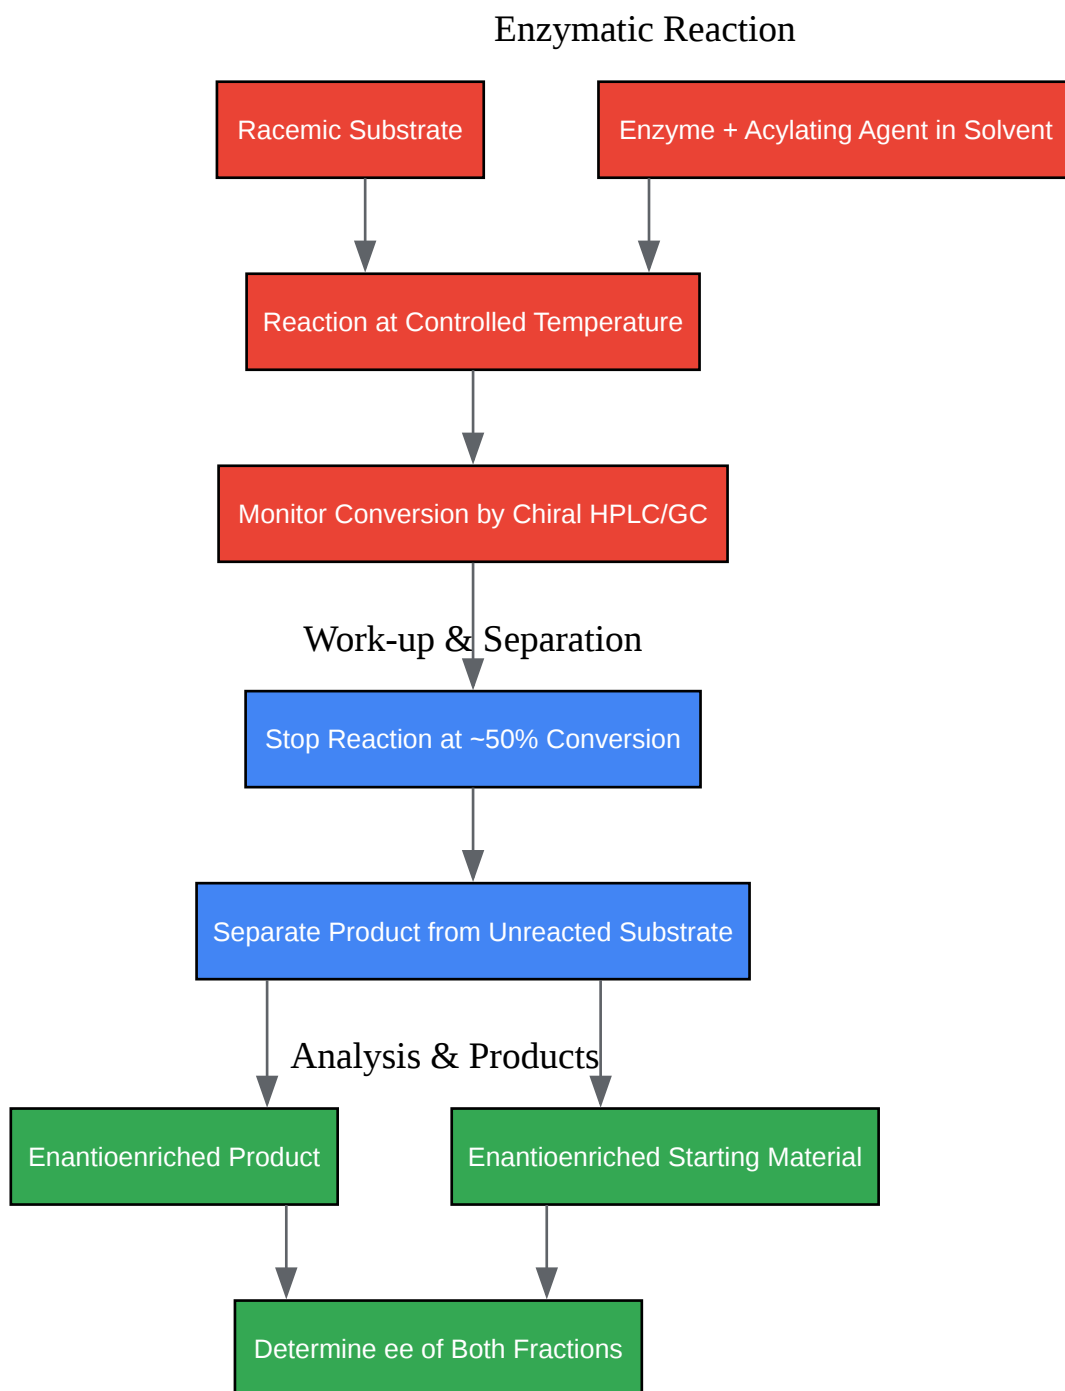 Enzymatic Reaction
Racemic Substrate
Enzyme + Acylating Agent in Solvent
Reaction at Controlled Temperature
Monitor Conversion by Chiral HPLC/GC
Work-up & Separation
Stop Reaction at ~50% Conversion
Separate Product from Unreacted Substrate
Analysis & Products
Enantioenriched Product
Enantioenriched Starting Material
Determine ee of Both Fractions